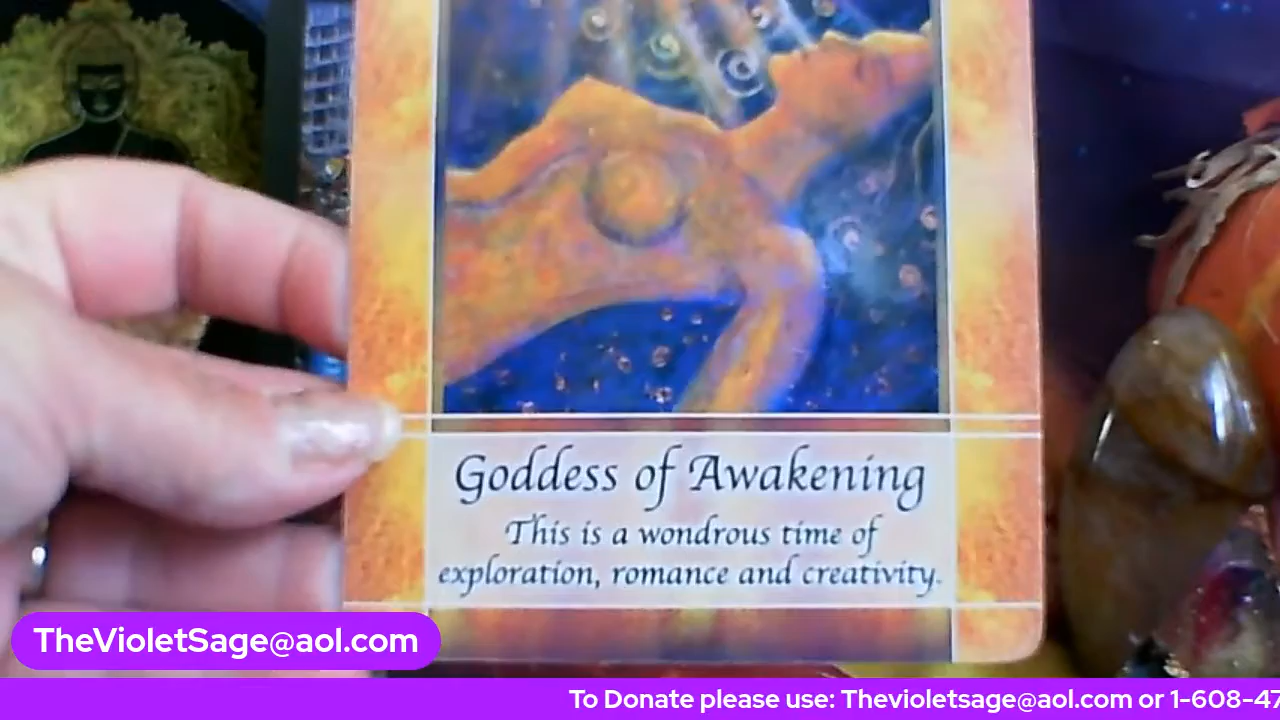 Goddess of Awakening
This is a wondrous time of
exploration, romance and creativity.
TheVioletSage@aol.com
To Donate please use: Thevioletsage@aol.com or 1-608-47